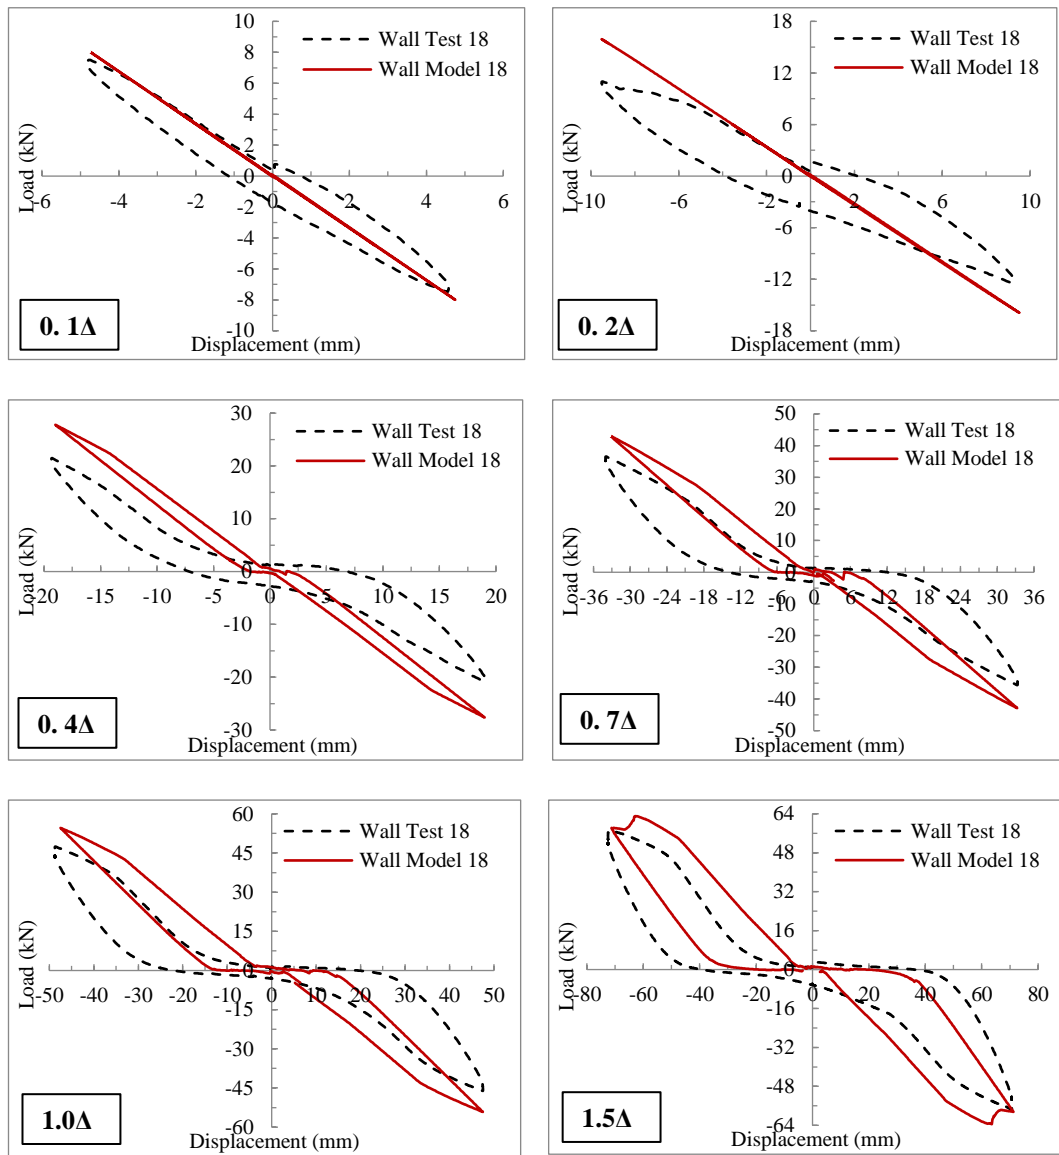 10
8
6
4
2
0
-2
-4
-6
-8
-10
-6 -4 -2 0 2 4 6
Load (kN)
Displacement (mm)
Wall Test 18
Wall Model 18
0. 1Δ
18
12
6
0
-6
-12
-18
-10 -6 -2 2 6 10
Load (kN)
Displacement (mm)
Wall Test 18
Wall Model 18
0. 2Δ
30
20
10
0
-10
-20
-30
-20 -15 -10 -5 0 5 10 15 20
Load (kN)
Displacement (mm)
Wall Test 18
Wall Model 18
0. 4Δ
50
40
30
20
10
0
-10
-20
-30
-40
-50
-36 -30 -24 -18 -12 -6 0 6 12 18 24 30 36
Load (kN)
Displacement (mm)
Wall Test 18
Wall Model 18
0. 7Δ
60
45
30
15
0
-15
-30
-45
-60
-50 -40 -30 -20 -10 0 10 20 30 40 50
Load (kN)
Displacement (mm)
Wall Test 18
Wall Model 18
1.0Δ
64
48
32
16
0
-16
-32
-48
-64
-80 -60 -40 -20 0 20 40 60 80
Load (kN)
Displacement (mm)
Wall Test 18
Wall Model 18
1.5Δ